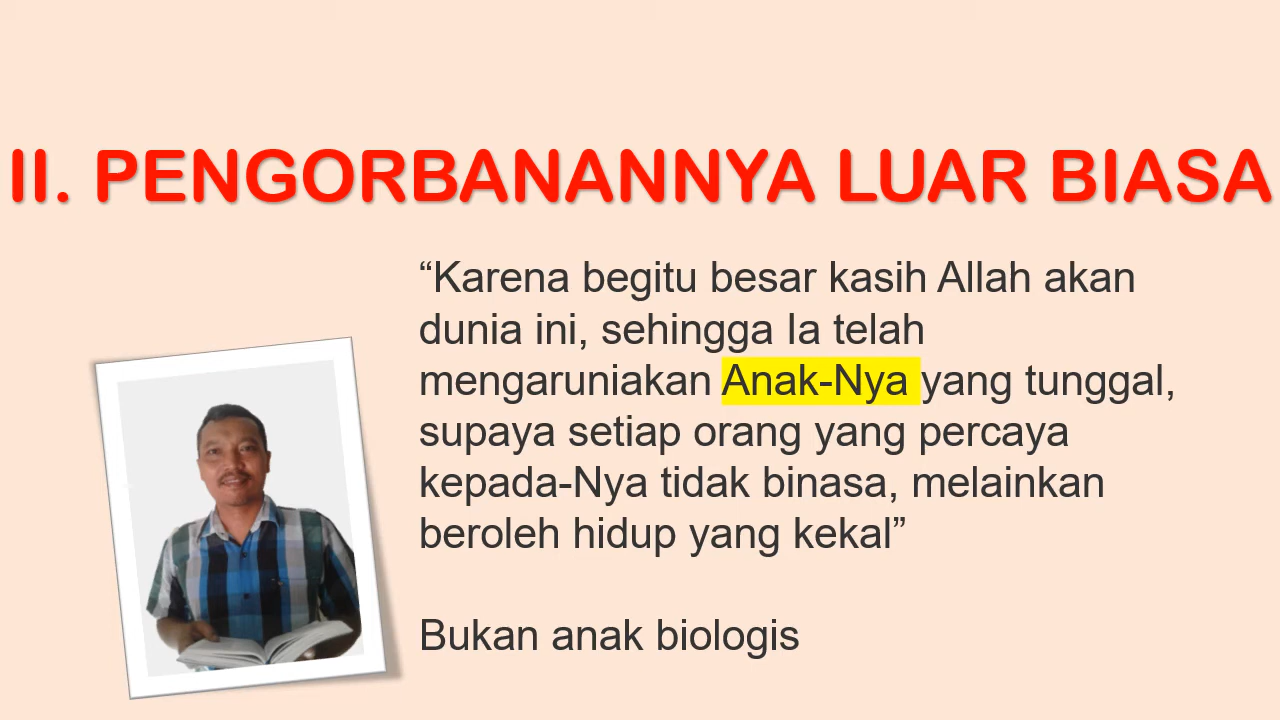 II. PENGORBANANNYA LUAR BIASA
“Karena begitu besar kasih Allah akan
dunia ini, sehingga Ia telah
mengaruniakan Anak-Nya yang tunggal,
supaya setiap orang yang percaya
kepada-Nya tidak binasa, melainkan
beroleh hidup yang kekal”
Bukan anak biologis